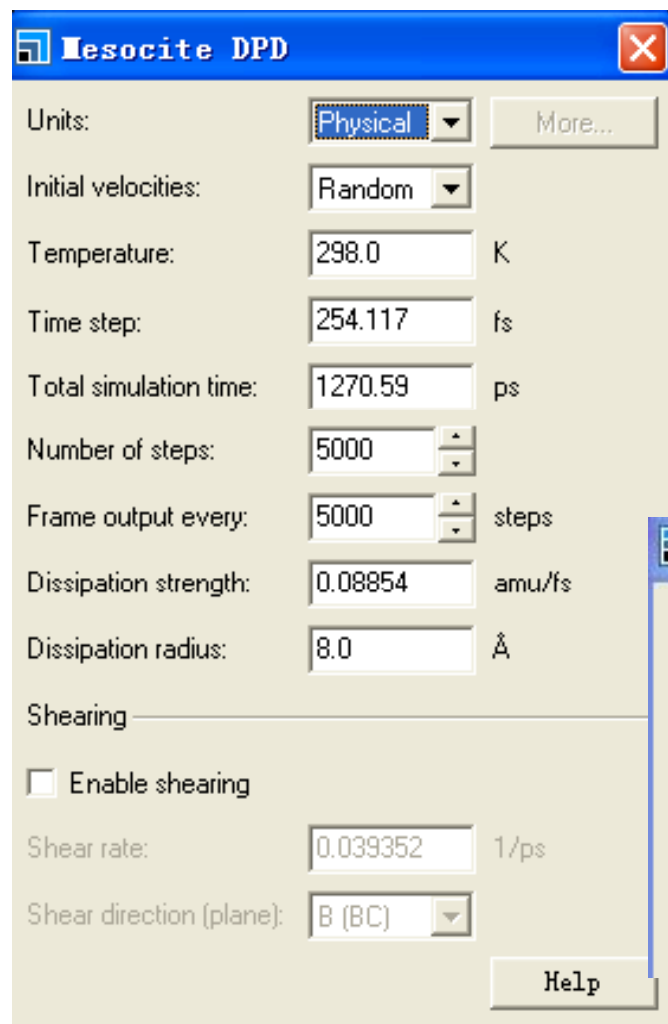 Mesocite DPD
Units: Physical More...
Initial velocities: Random
Temperature: 298.0 K
Time step: 254.117 fs
Total simulation time: 1270.59 ps
Number of steps: 5000
Frame output every: 5000 steps
Dissipation strength: 0.08854 amu/fs
Dissipation radius: 8.0 Å
Shearing
Enable shearing
Shear rate: 0.039352 1/ps
Shear direction (plane): B (BC)
Help